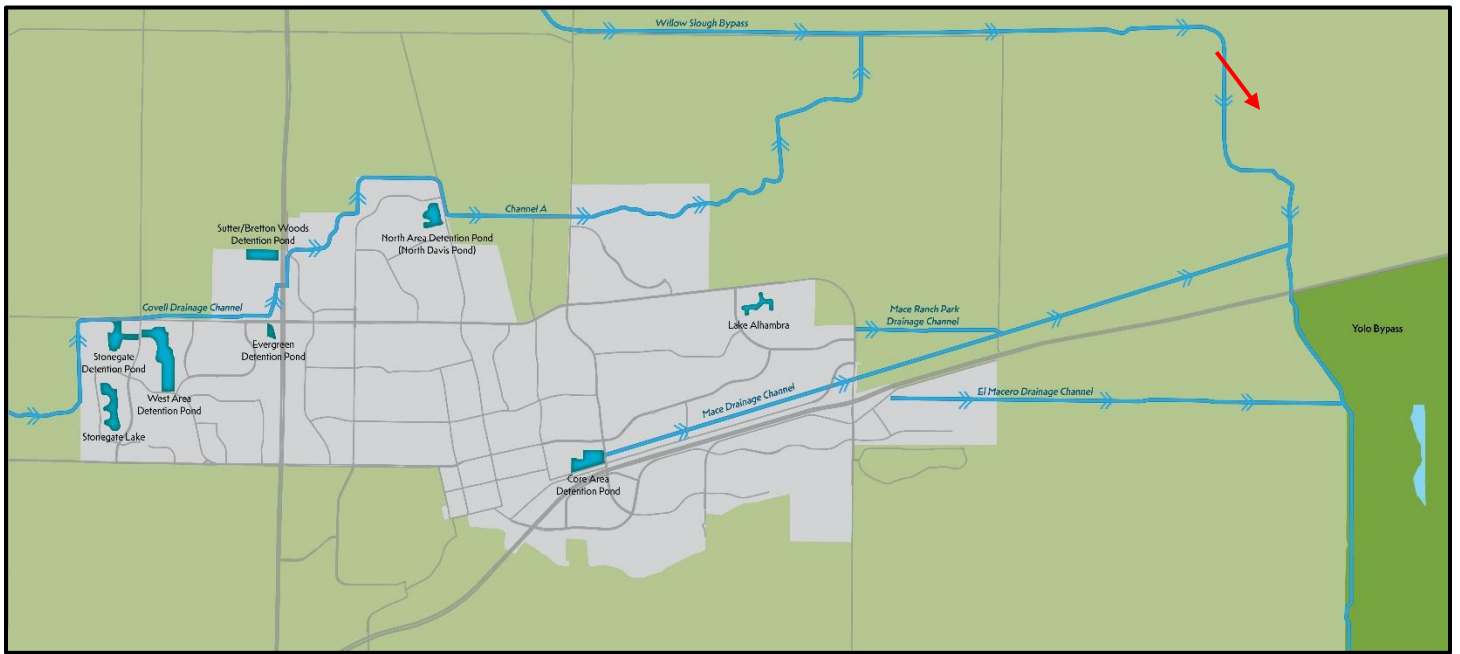 Willow Slough Bypass
Channel A
Sutter/Bretton Woods
Detention Pond
North Area Detention Pond
(North Davis Pond)
Covell Drainage Channel
Lake Alhambra
Mace Ranch Park
Drainage Channel
Yolo Bypass
Evergreen
Detention Pond
Stonegate
Detention Pond
West Area
Detention Pond
Stonegate Lake
Mace Drainage Channel
El Macero Drainage Channel
Core Area
Detention Pond